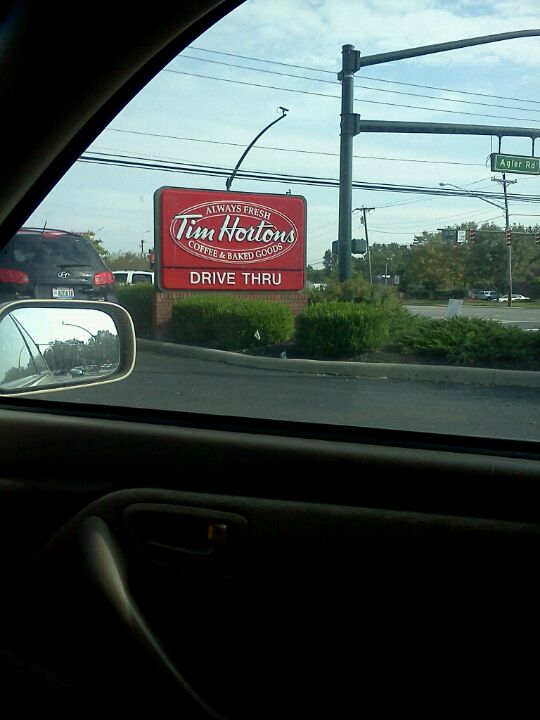 ALWAYS FRESH
Tim Hortons
COFFEE & BAKED GOODS
DRIVE THRU
Agler Rd